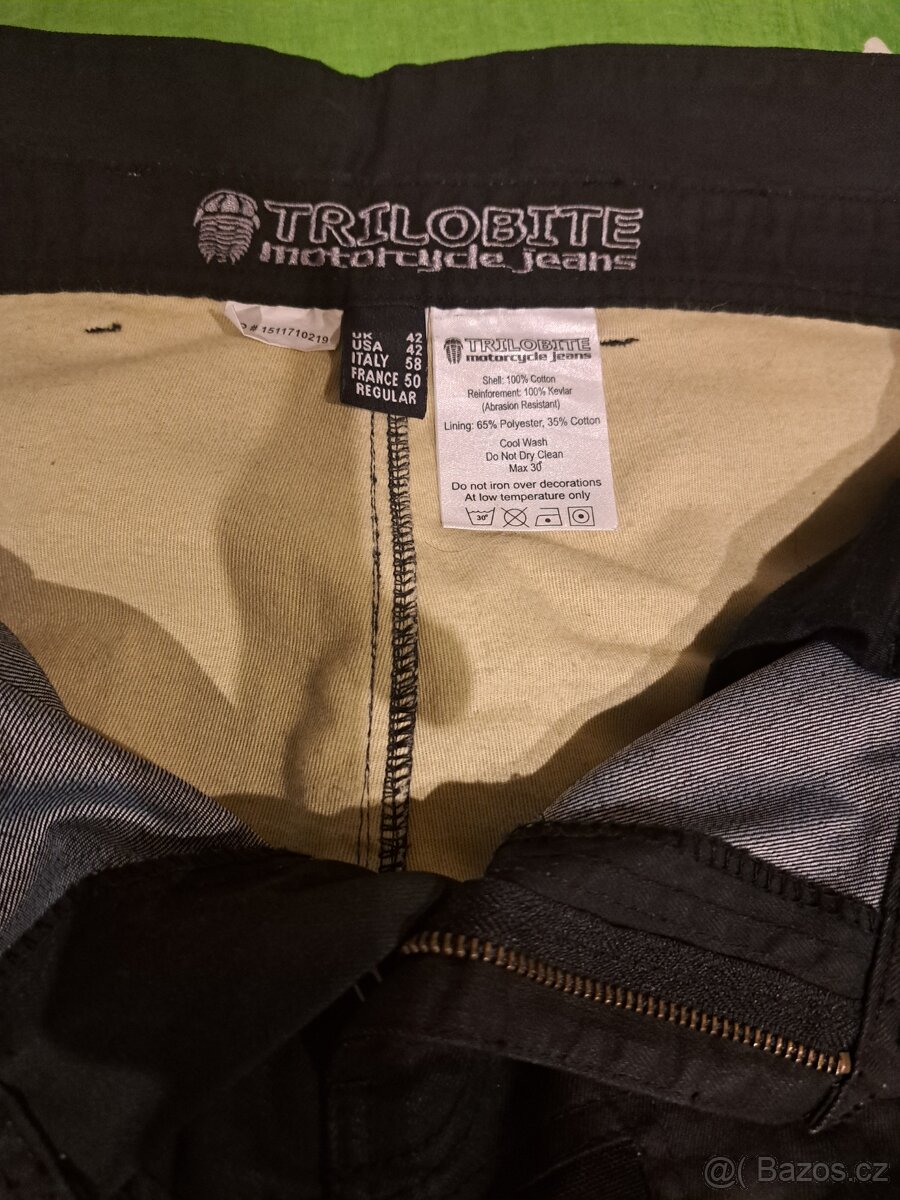 TRILOBITE
motorcycle jeans
# 1511710219
UK 42
USA 42
ITALY 58
FRANCE 50
REGULAR
TRILOBITE
motorcycle jeans
Shell: 100% Cotton
Reinforement: 100% Kevlar
(Abrasion Resistant)
Lining: 65% Polyester, 35% Cotton
Cool Wash
Do Not Dry Clean
Max 30°
Do not iron over decorations
At low temperature only
30°
@( Bazos.cz